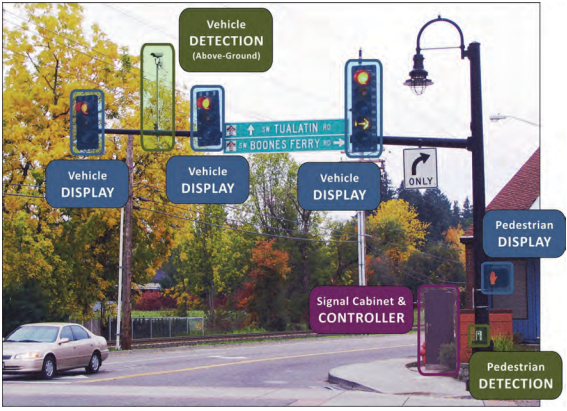 Vehicle
DETECTION
(Above-Ground)
SW TUALATIN RD
SW BOONES FERRY RD
Vehicle
DISPLAY
Vehicle
DISPLAY
Vehicle
DISPLAY
ONLY
Pedestrian
DISPLAY
Signal Cabinet &
CONTROLLER
Pedestrian
DETECTION